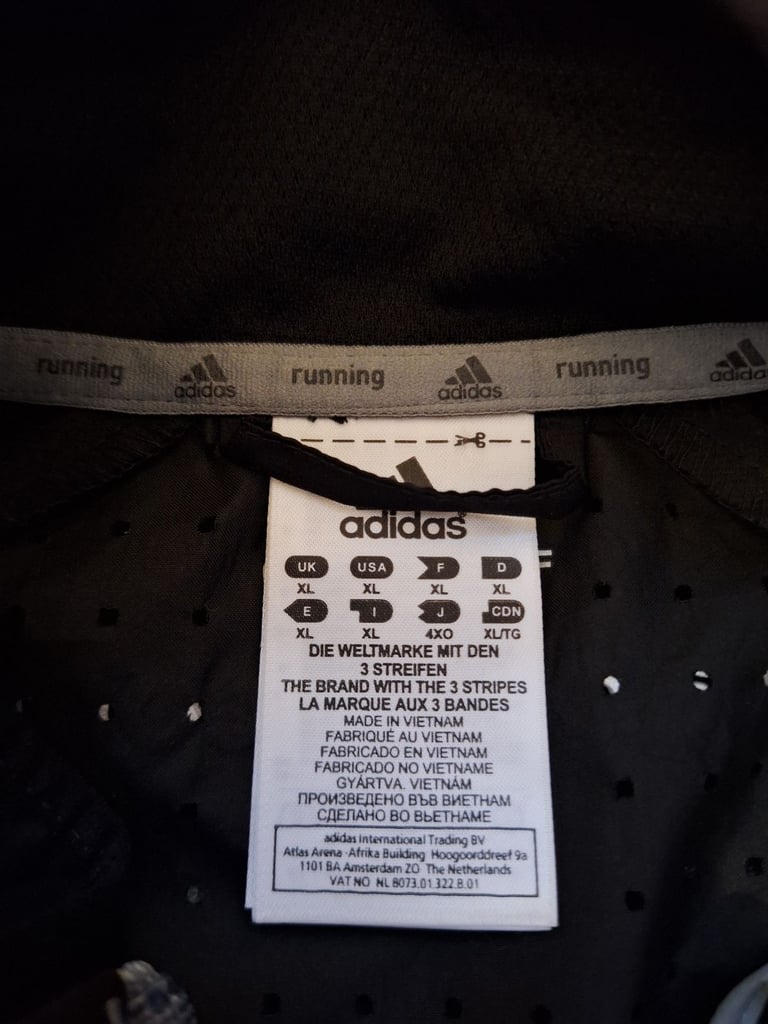 running adidas running adidas running
adidas
UK USA F D
XL XL XL XL
E I J CDN
XL XL 4XO XL/TG
DIE WELTMARKE MIT DEN
3 STREIFEN
THE BRAND WITH THE 3 STRIPES
LA MARQUE AUX 3 BANDES
MADE IN VIETNAM
FABRIQUÉ AU VIETNAM
FABRICADO EN VIETNAM
FABRICADO NO VIETNAME
GYÁRTVA. VIETNÁM
ПРОИЗВЕДЕНО ВЪВ ВИЕТНАМ
СДЕЛАНО ВО ВЬЕТНАМЕ
adidas International Trading BV
Atlas Arena - Afrika Building Hoogoorddreef 9a
1101 BA Amsterdam ZO The Netherlands
VAT NO NL 8073.01.322.B.01